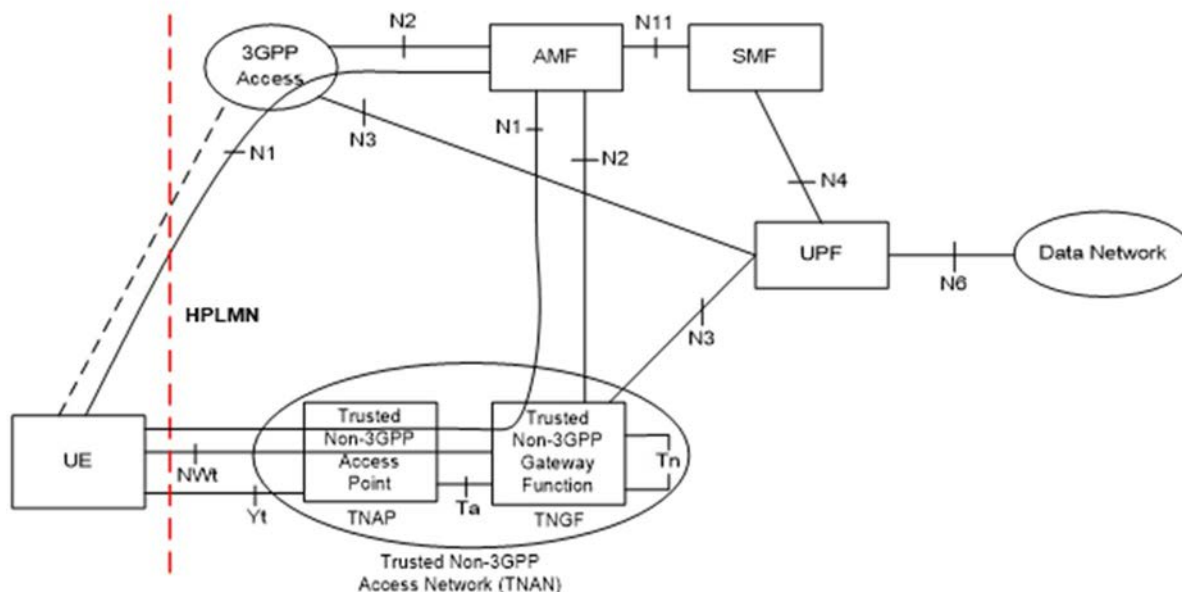 N2
N11
3GPP
Access
AMF
SMF
N1
N3
N1
N2
N4
UPF
Data Network
N6
HPLMN
N3
UE
NWt
Yt
Trusted
Non-3GPP
Access
Point
Ta
Trusted
Non-3GPP
Gateway
Function
Tn
TNAP
TNGF
Trusted Non-3GPP
Access Network (TNAN)